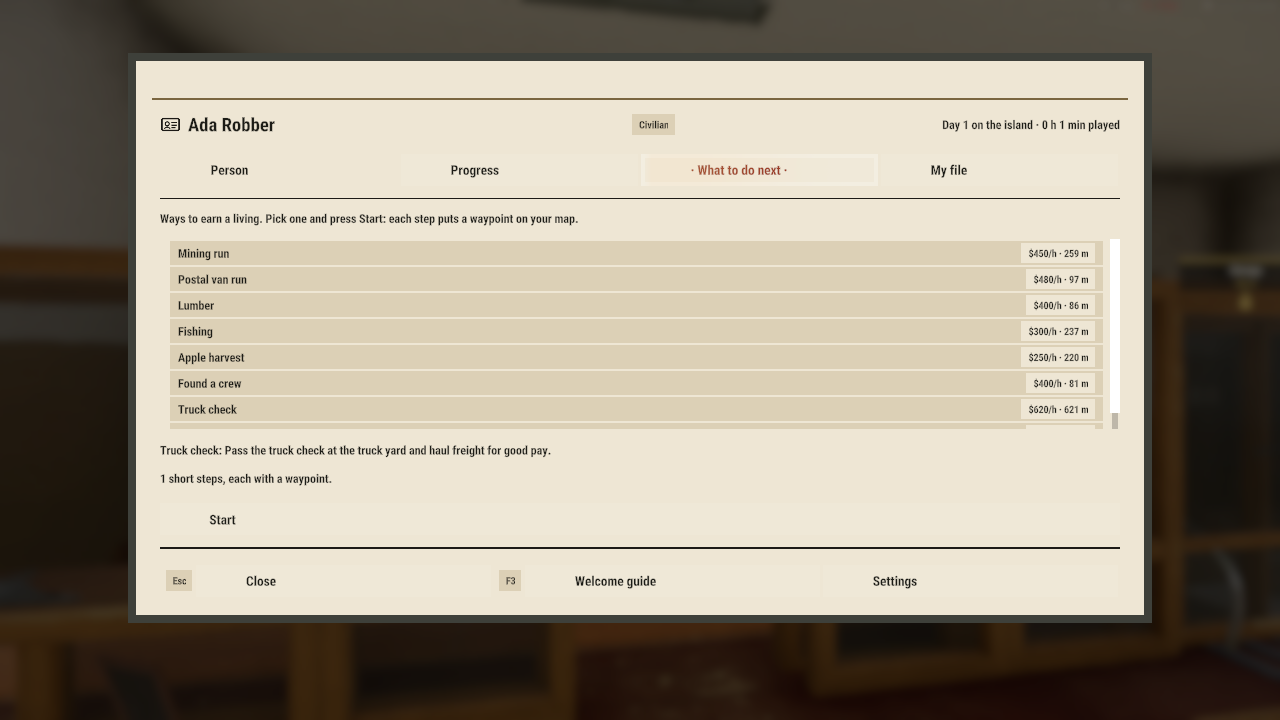 Ada Robber
Civilian
Day 1 on the island · 0 h 1 min played
Person
Progress
· What to do next ·
My file
Ways to earn a living. Pick one and press Start: each step puts a waypoint on your map.
Mining run
$450/h · 259 m
Postal van run
$480/h · 97 m
Lumber
$400/h · 86 m
Fishing
$300/h · 237 m
Apple harvest
$250/h · 220 m
Found a crew
$400/h · 81 m
Truck check
$620/h · 621 m
Truck check: Pass the truck check at the truck yard and haul freight for good pay.
1 short steps, each with a waypoint.
Start
Esc
Close
F3
Welcome guide
Settings